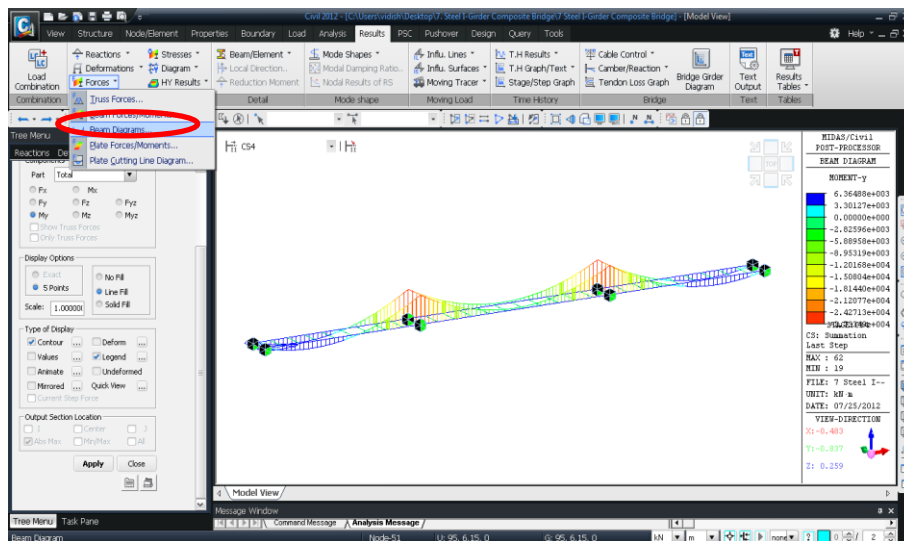 Civil 2012 - [C:\Users\vidish\Desktop\7. Steel I-Girder Composite Bridge\7 Steel I-Girder Composite Bridge] - [Model View]
View Structure Node/Element Properties Boundary Load Analysis Results PSC Pushover Design Query Tools Help
Reactions Stresses Beam/Element Mode Shapes Influ. Lines T.H Results Cable Control
Deformations Diagram Local Direction.. Modal Damping Ratio.. Influ. Surfaces T.H Graph/Text Camber/Reaction
Forces HY Results Reduction Moment Nodal Results of RS Moving Tracer Stage/Step Graph Tendon Loss Graph
Load Combination
Bridge Girder Diagram
Text Output
Results Tables
Combination Detail Mode shape Moving Load Time History Bridge Text Tables
Truss Forces...
Beam Forces/Moments...
Beam Diagrams...
Plate Forces/Moments...
Plate Cutting Line Diagram...
Tree Menu
Reactions
Components
Part Total
Fx Mx
Fy Fz Fyz
My Mz Myz
Show Truss Forces
Only Truss Forces
Display Options
Exact No Fill
5 Points Line Fill
Scale: 1.00000 Solid Fill
Type of Display
Contour ... Deform ...
Values ... Legend ...
Animate ... Undeformed
Mirrored ... Quick View ...
Current Step Force
Output Section Location
I Center J
Abs Max Min/Max All
Apply Close
Tree Menu Task Pane
CS4
TOP
MIDAS/Civil
POST-PROCESSOR
BEAM DIAGRAM
MOMENT-y
6.36488e+003
3.30127e+003
0.00000e+000
-2.82596e+003
-5.88958e+003
-8.95319e+003
-1.20168e+004
-1.50804e+004
-1.81440e+004
-2.12077e+004
-2.42713e+004
CS: Summation
Last Step
MAX : 62
MIN : 19
FILE: 7 Steel I--
UNIT: kN·m
DATE: 07/25/2012
VIEW-DIRECTION
X:-0.483
Y:-0.837
Z: 0.259
Model View
Message Window
Command Message Analysis Message
Beam Diagram Node-51 U: 95, 6.15, 0 G: 95, 6.15, 0 kN m none 0 2